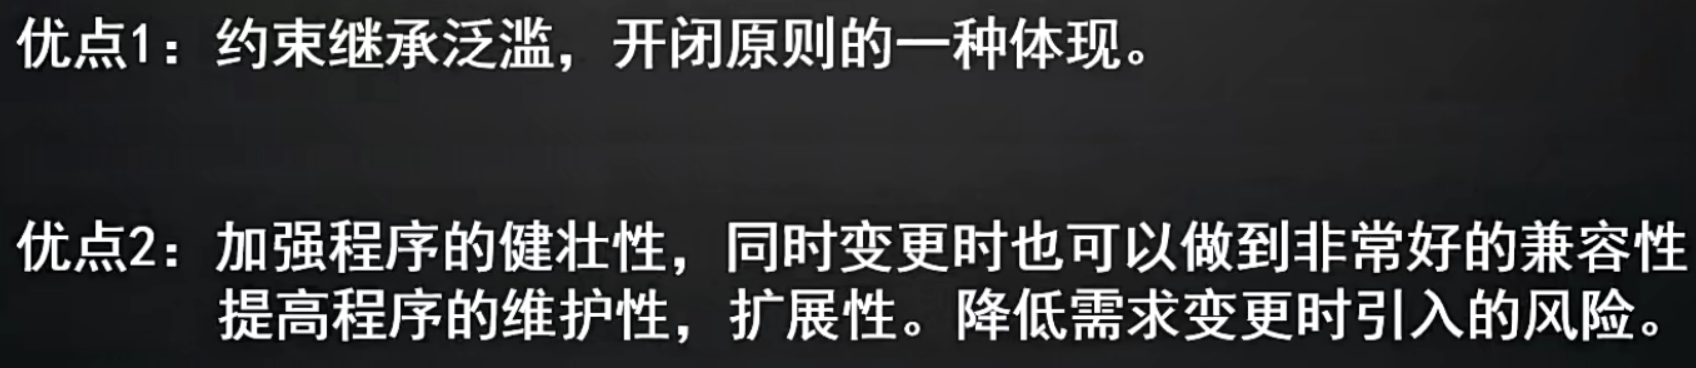 优点1：约束继承泛滥，开闭原则的一种体现。
优点2：加强程序的健壮性，同时变更时也可以做到非常好的兼容性
提高程序的维护性，扩展性。降低需求变更时引入的风险。